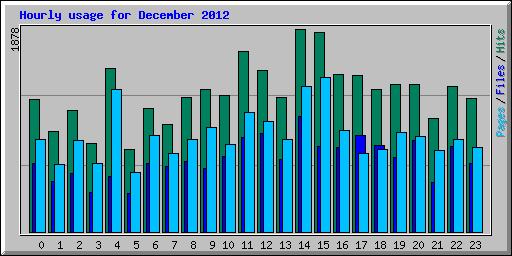 Hourly usage for December 2012
1878
Pages / Files / Hits
0 1 2 3 4 5 6 7 8 9 10 11 12 13 14 15 16 17 18 19 20 21 22 23